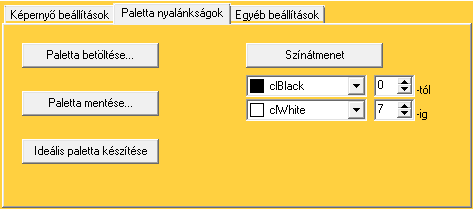 Képernyő beállítások
Paletta nyalánkságok
Egyéb beállítások
Paletta betöltése...
Színátmenet
clBlack
0
-tól
Paletta mentése...
clWhite
7
-ig
Ideális paletta készítése